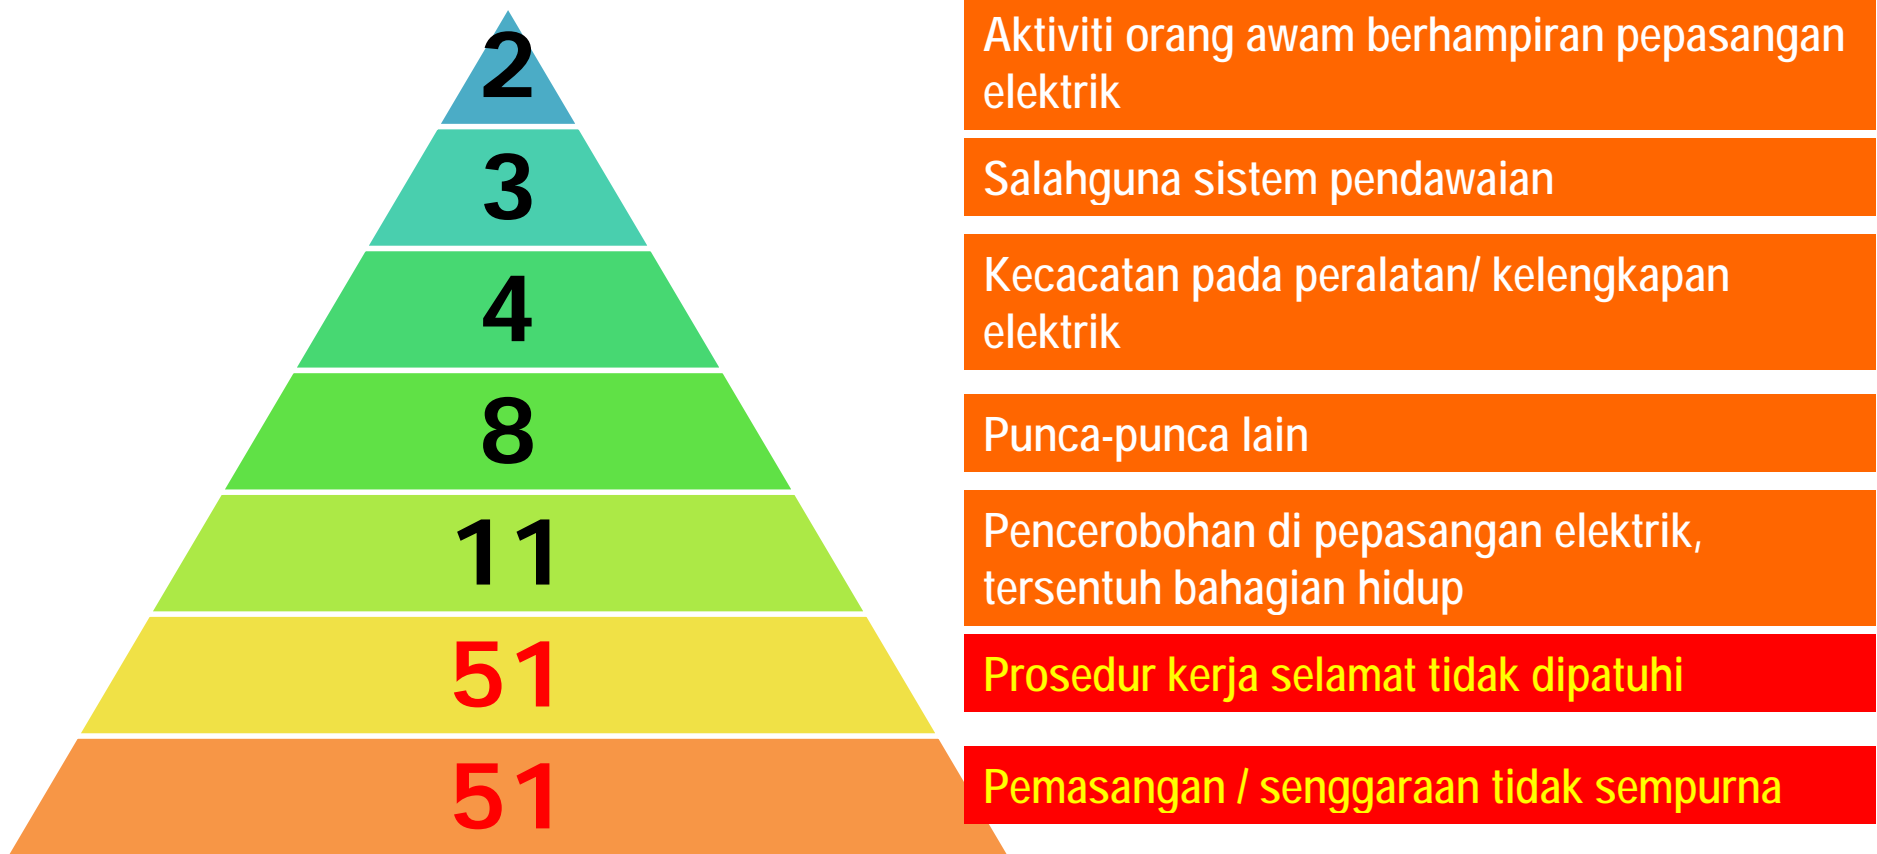 2
Aktiviti orang awam berhampiran pepasangan
elektrik
3
Salahguna sistem pendawaian
4
Kecacatan pada peralatan/ kelengkapan
elektrik
8
Punca-punca lain
11
Pencerobohan di pepasangan elektrik,
tersentuh bahagian hidup
51
Prosedur kerja selamat tidak dipatuhi
51
Pemasangan / senggaraan tidak sempurna